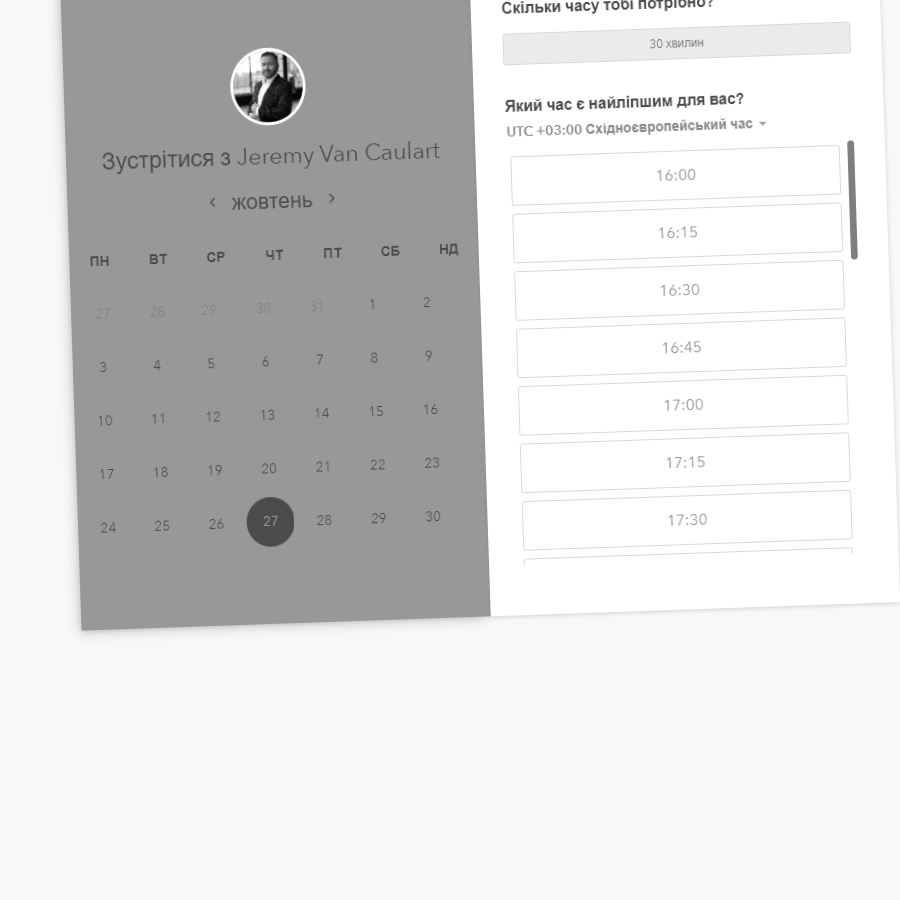 Зустрітися з Jeremy Van Caulart
‹ жовтень ›
ПН ВТ СР ЧТ ПТ СБ НД
27 28 29 30 31 1 2
3 4 5 6 7 8 9
10 11 12 13 14 15 16
17 18 19 20 21 22 23
24 25 26 27 28 29 30
Скільки часу тобі потрібно?
30 хвилин
Який час є найліпшим для вас?
UTC +03:00 Східноєвропейський час
16:00
16:15
16:30
16:45
17:00
17:15
17:30